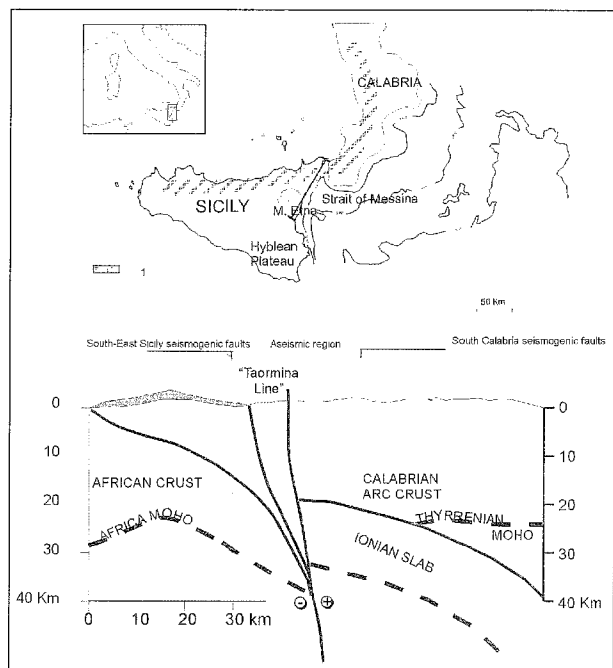 CALABRIA
SICILY
Strait of Messina
M. Etna
Hyblean
Plateau
1
50 Km
South-East Sicily seismogenic faults
Aseismic region
South Calabria seismogenic faults
"Taormina
Line"
0
10
20
30
40 Km
0
10
20
30
40 Km
AFRICAN CRUST
AFRICA MOHO
CALABRIAN
ARC CRUST
THYRRENIAN
MOHO
IONIAN SLAB
- +
0 10 20 30 km